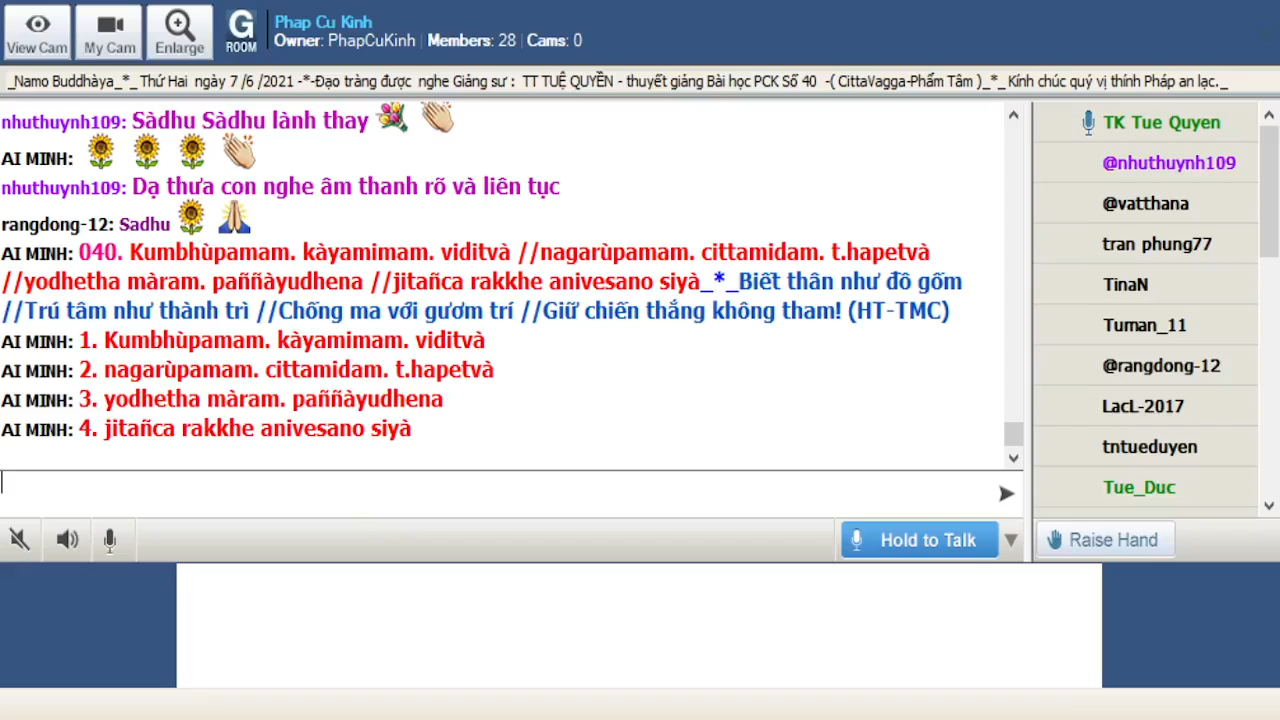 View Cam
My Cam
Enlarge
G
ROOM
Phap Cu Kinh
Owner: PhapCuKinh Members: 28 Cams: 0
_Namo Buddhàya_*_Thứ Hai ngày 7/6 /2021 -*-Đạo tràng được nghe Giảng sư : TT TUỆ QUYỀN - thuyết giảng Bài học PCK Số 40 -( CittaVagga-Phẩm Tâm )_*_Kính chúc quý vị thính Pháp an lạc._
nhuthuynh109: Sàdhu Sàdhu lành thay
AI MINH:
nhuthuynh109: Dạ thưa con nghe âm thanh rõ và liên tục
rangdong-12: Sadhu
AI MINH: 040. Kumbhùpamam. kàyamimam. viditvà //nagarùpamam. cittamidam. t.hapetvà
//yodhetha màram. paññàyudhena //jitañca rakkhe anivesano siyà_*_Biết thân như đồ gốm
//Trú tâm như thành trì //Chống ma với gươm trí //Giữ chiến thắng không tham! (HT-TMC)
AI MINH: 1. Kumbhùpamam. kàyamimam. viditvà
AI MINH: 2. nagarùpamam. cittamidam. t.hapetvà
AI MINH: 3. yodhetha màram. paññàyudhena
AI MINH: 4. jitañca rakkhe anivesano siyà
TK Tue Quyen
@nhuthuynh109
@vatthana
tran phung77
TinaN
Tuman_11
@rangdong-12
LacL-2017
tntueduyen
Tue_Duc
Hold to Talk
Raise Hand